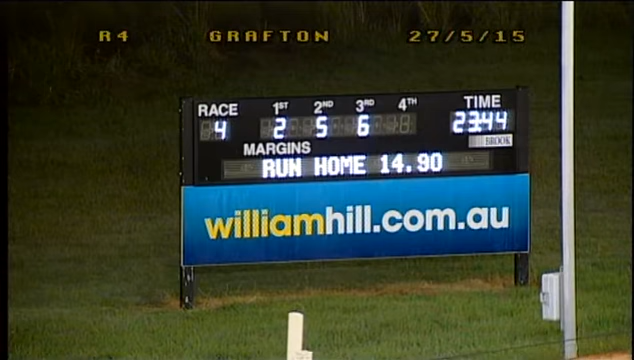 R4 GRAFTON 27/5/15
RACE 1ST 2ND 3RD 4TH TIME
4 2 5 6 23.44
MARGINS BROOK
RUN HOME 14.90
williamhill.com.au